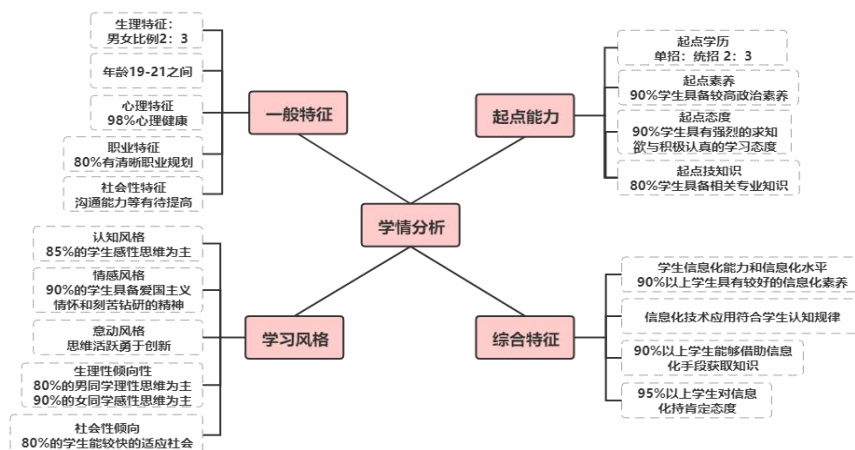 学情分析
一般特征
生理特征：
男女比例2：3
年龄19-21之间
心理特征
98%心理健康
职业特征
80%有清晰职业规划
社会性特征
沟通能力等有待提高
起点能力
起点学历
单招：统招 2：3
起点素养
90%学生具备较高政治素养
起点态度
90%学生具有强烈的求知
欲与积极认真的学习态度
起点技知识
80%学生具备相关专业知识
学习风格
认知风格
85%的学生感性思维为主
情感风格
90%的学生具备爱国主义
情怀和刻苦钻研的精神
意动风格
思维活跃勇于创新
生理性倾向性
80%的男同学理性思维为主
90%的女同学感性思维为主
社会性倾向
80%的学生能较快的适应社会
综合特征
学生信息化能力和信息化水平
90%以上学生具有较好的信息化素养
信息化技术应用符合学生认知规律
90%以上学生能够借助信息
化手段获取知识
95%以上学生对信息
化持肯定态度